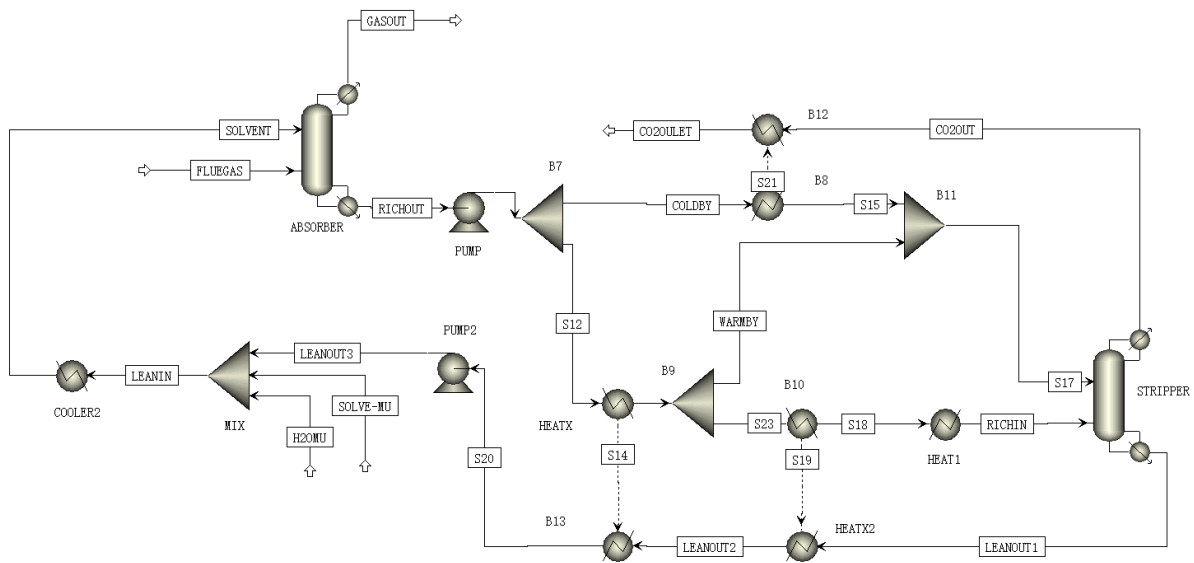 GASOUT
SOLVENT
FLUEGAS
ABSORBER
RICHOUT
PUMP
B7
CO2OULET
B12
CO2OUT
S21
B8
COLDBY
S15
B11
S12
WARMBY
S17
STRIPPER
PUMP2
LEANOUT3
LEANIN
COOLER2
MIX
SOLVE-MU
H2OMU
S20
HEATX
B9
S23
B10
S18
HEAT1
RICHIN
S14
S19
B13
LEANOUT2
HEATX2
LEANOUT1